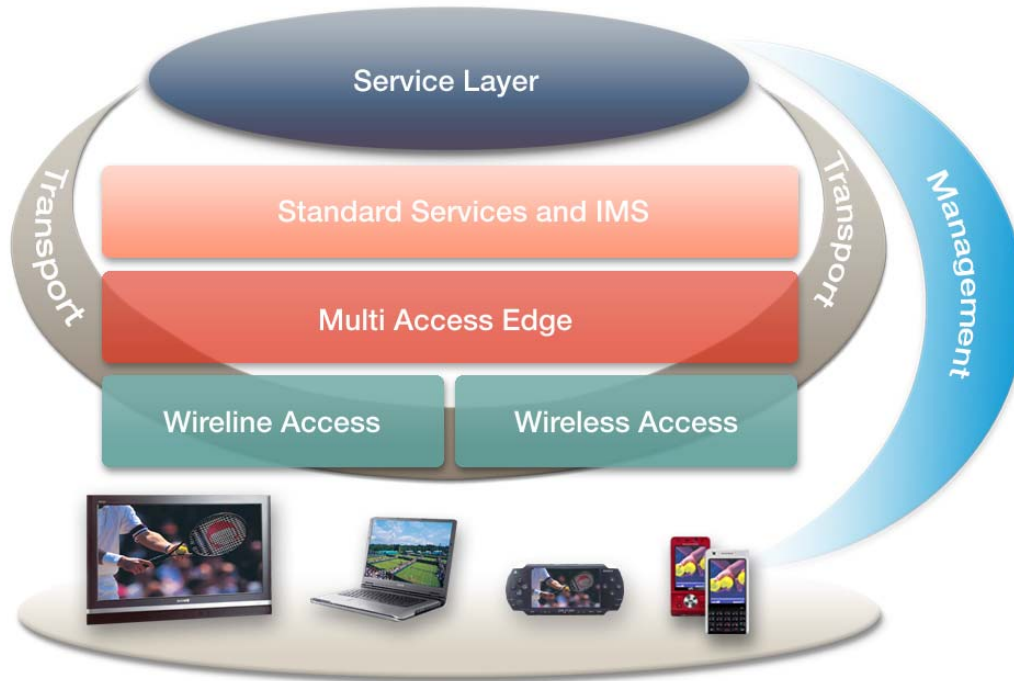 Service Layer
Transport
Transport
Management
Standard Services and IMS
Multi Access Edge
Wireline Access
Wireless Access